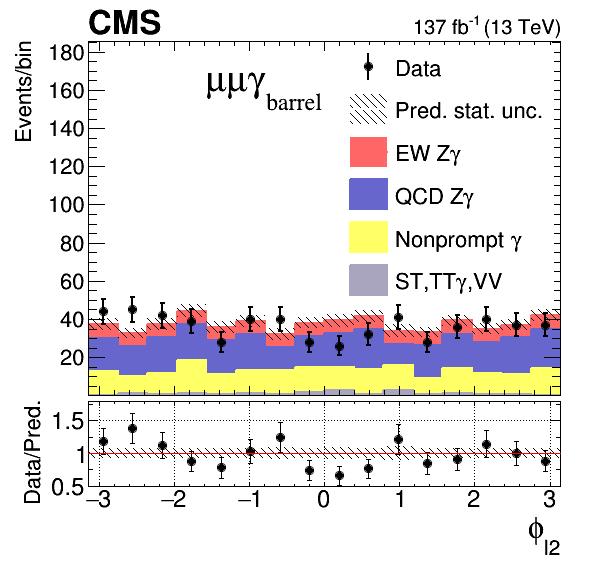 CMS 137 fb⁻¹ (13 TeV)
Events/bin
180
160
140
120
100
80
60
40
20
μμγ_barrel
Data
Pred. stat. unc.
EW Zγ
QCD Zγ
Nonprompt γ
ST,TTγ,VV
Data/Pred.
1.5
1
0.5
−3 −2 −1 0 1 2 3
ϕ_l2